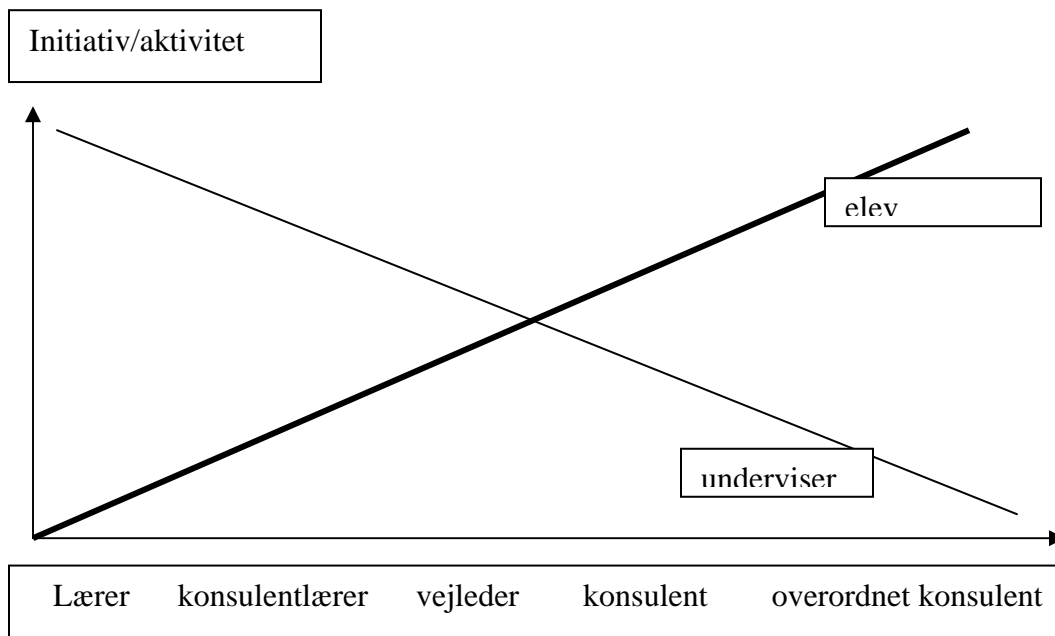 Initiativ/aktivitet
elev
underviser
Lærer konsulentlærer vejleder konsulent overordnet konsulent